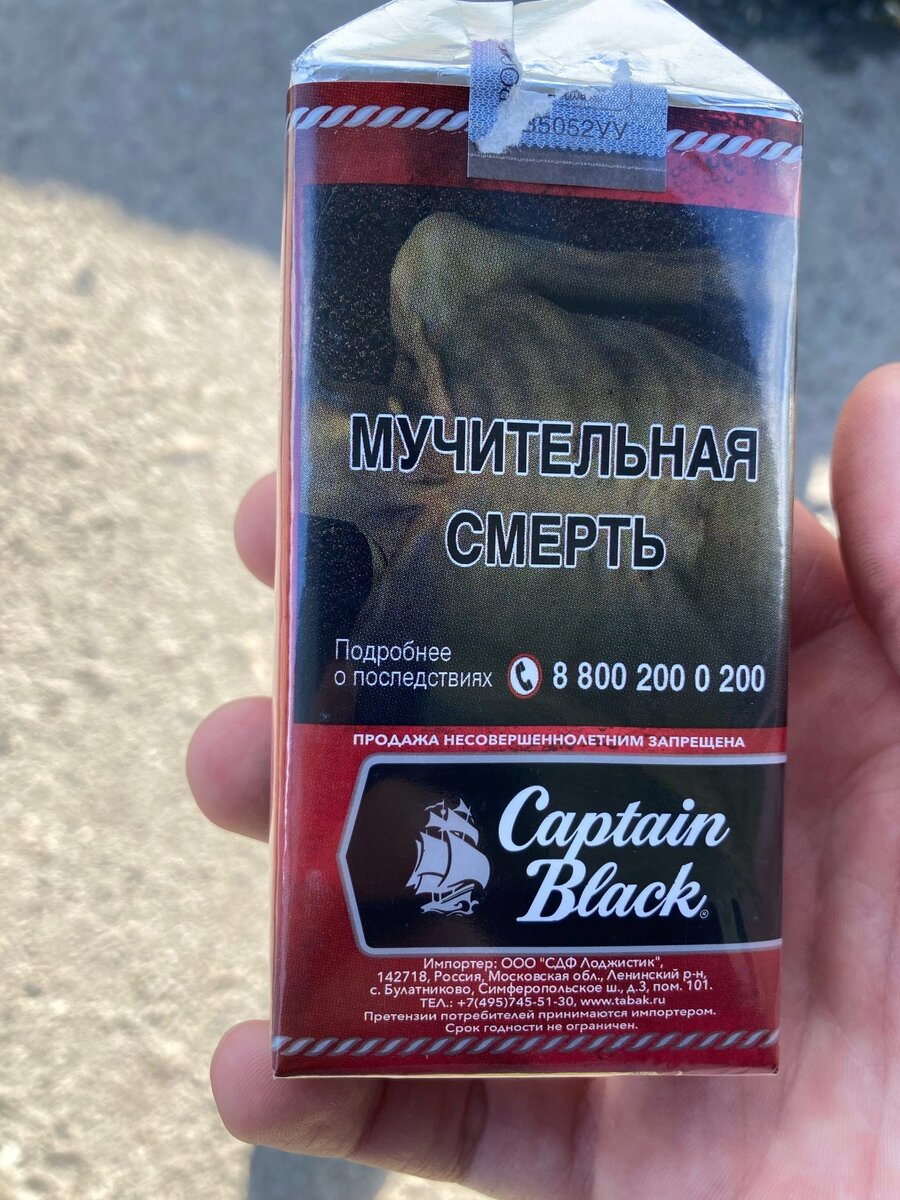 35052VV
МУЧИТЕЛЬНАЯ
СМЕРТЬ
Подробнее
о последствиях 8 800 200 0 200
ПРОДАЖА НЕСОВЕРШЕННОЛЕТНИМ ЗАПРЕЩЕНА
Captain
Black®
Импортер: ООО "СДФ Лоджистик",
142718, Россия, Московская обл., Ленинский р-н,
с. Булатниково, Симферопольское ш., д.3, пом. 101.
ТЕЛ.: +7(495)745-51-30, www.tabak.ru
Претензии потребителей принимаются импортером.
Срок годности не ограничен.